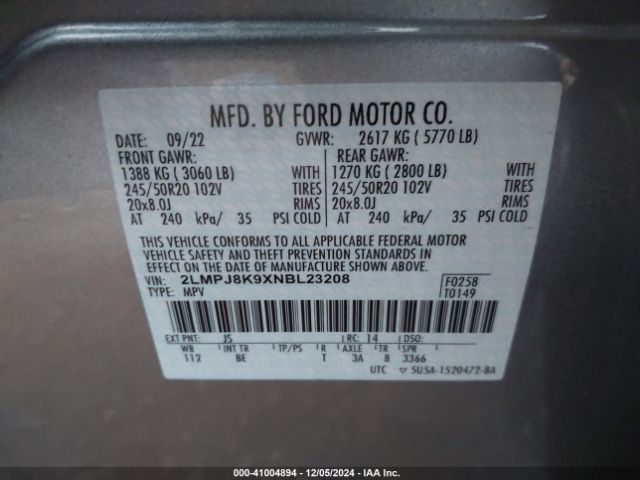 MFD. BY FORD MOTOR CO.
DATE: 09/22 GVWR: 2617 KG ( 5770 LB)
FRONT GAWR: REAR GAWR:
1388 KG ( 3060 LB) WITH 1270 KG ( 2800 LB) WITH
245/50R20 102V TIRES 245/50R20 102V TIRES
20x8.0J RIMS 20x8.0J RIMS
AT 240 kPa/ 35 PSI COLD AT 240 kPa/ 35 PSI COLD
THIS VEHICLE CONFORMS TO ALL APPLICABLE FEDERAL MOTOR
VEHICLE SAFETY AND THEFT PREVENTION STANDARDS IN
EFFECT ON THE DATE OF MANUFACTURE SHOWN ABOVE.
VIN: 2LMPJ8K9XNBL23208 F0258
TYPE: MPV T0149
EXT PNT: JS RC: 14 DSO:
WB INT TR TP/PS R AXLE TR SPR
112 BE T 3A 8 3366
UTC 5U5A-1520472-BA
000-41004894 - 12/05/2024 - IAA Inc.